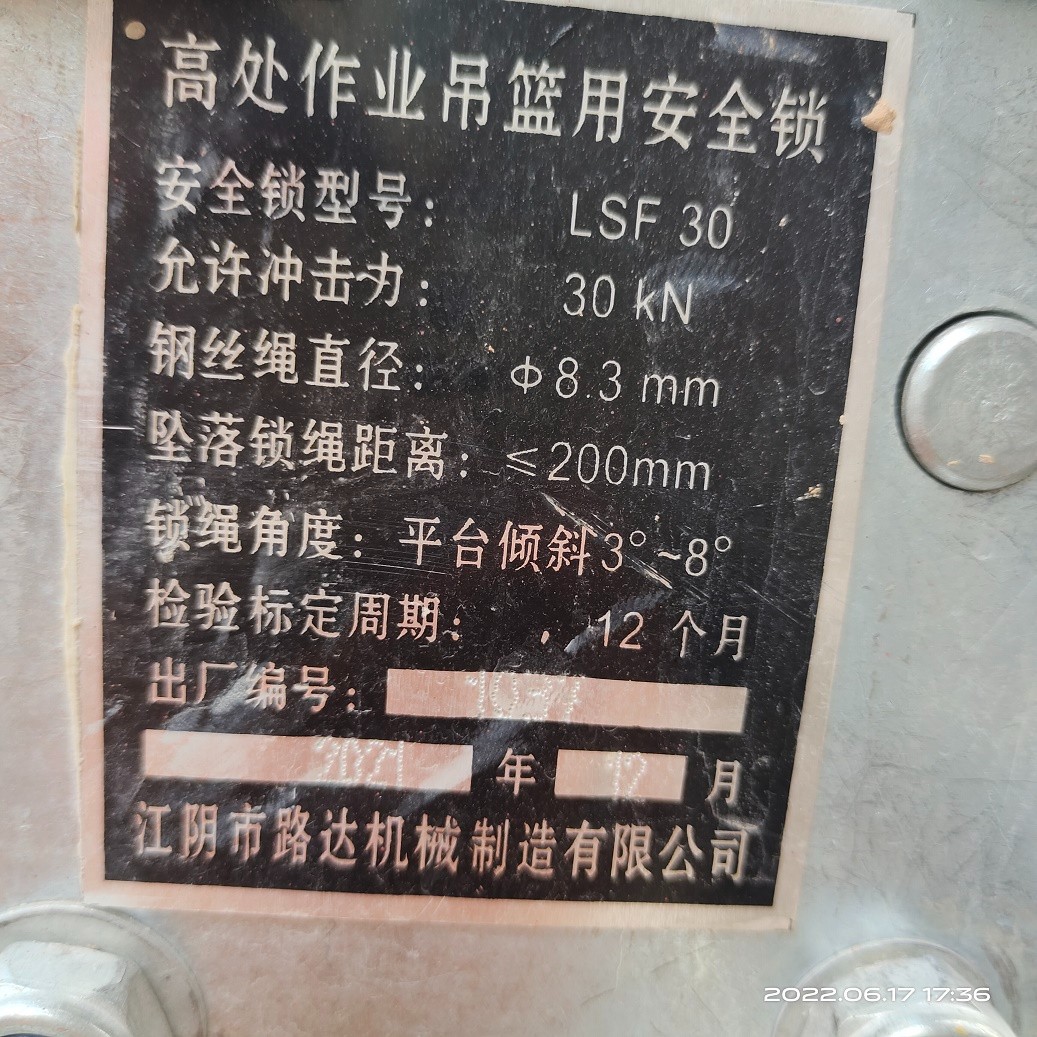 高处作业吊篮用安全锁
安全锁型号: LSF 30
允许冲击力: 30 kN
钢丝绳直径: Φ8.3 mm
坠落锁绳距离: ≤200mm
锁绳角度: 平台倾斜3°~8°
检验标定周期: 12 个月
出厂编号:
2021 年 12 月
江阴市路达机械制造有限公司
2022.06.17 17:36